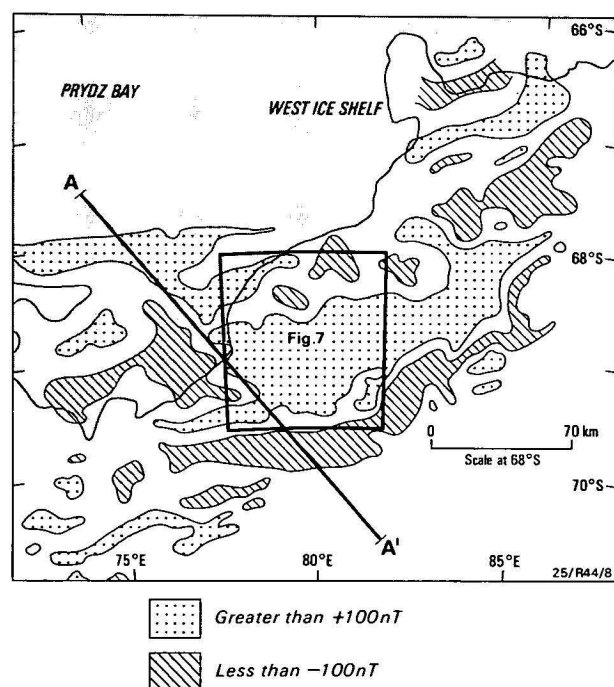 66°S
PRYDZ BAY
WEST ICE SHELF
A
68°S
Fig.7
0 70 km
Scale at 68°S
70°S
A'
75°E 80°E 85°E
25/R44/8
Greater than +100nT
Less than −100nT